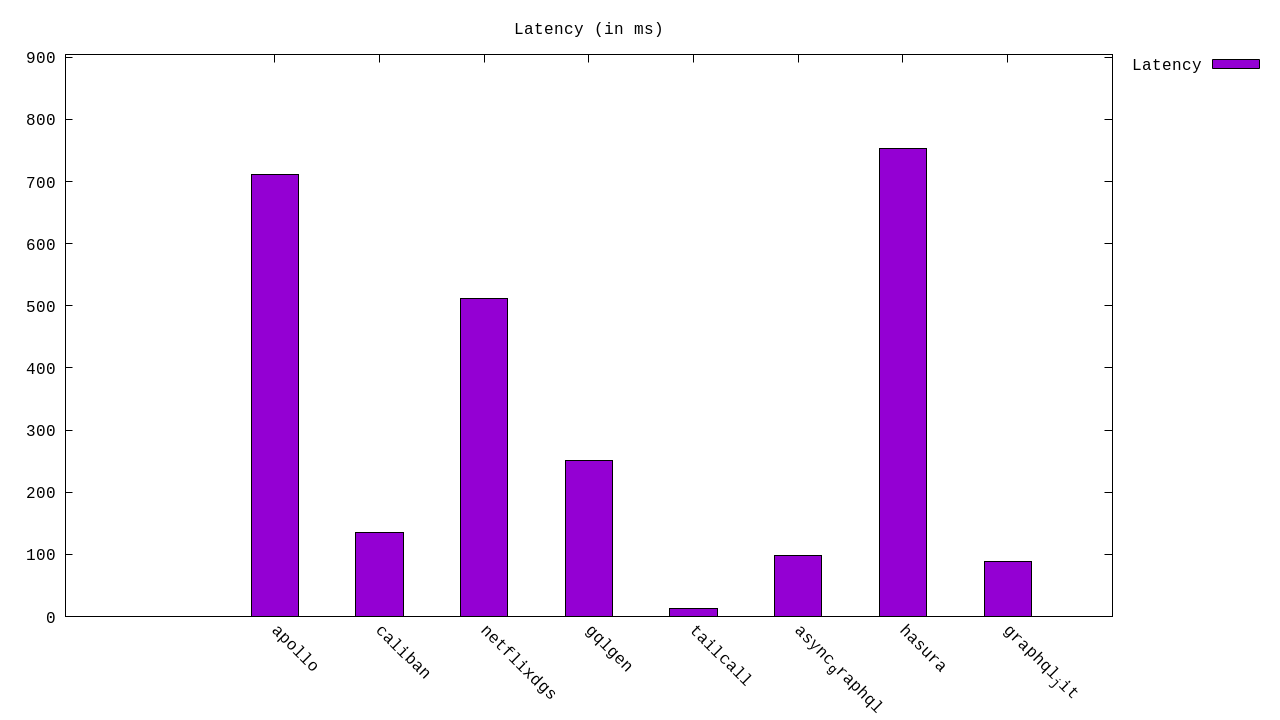 Latency (in ms)
Latency
900
800
700
600
500
400
300
200
100
0
apollo
caliban
netflixdgs
gqlgen
tailcall
async_graphql
hasura
graphql_jit